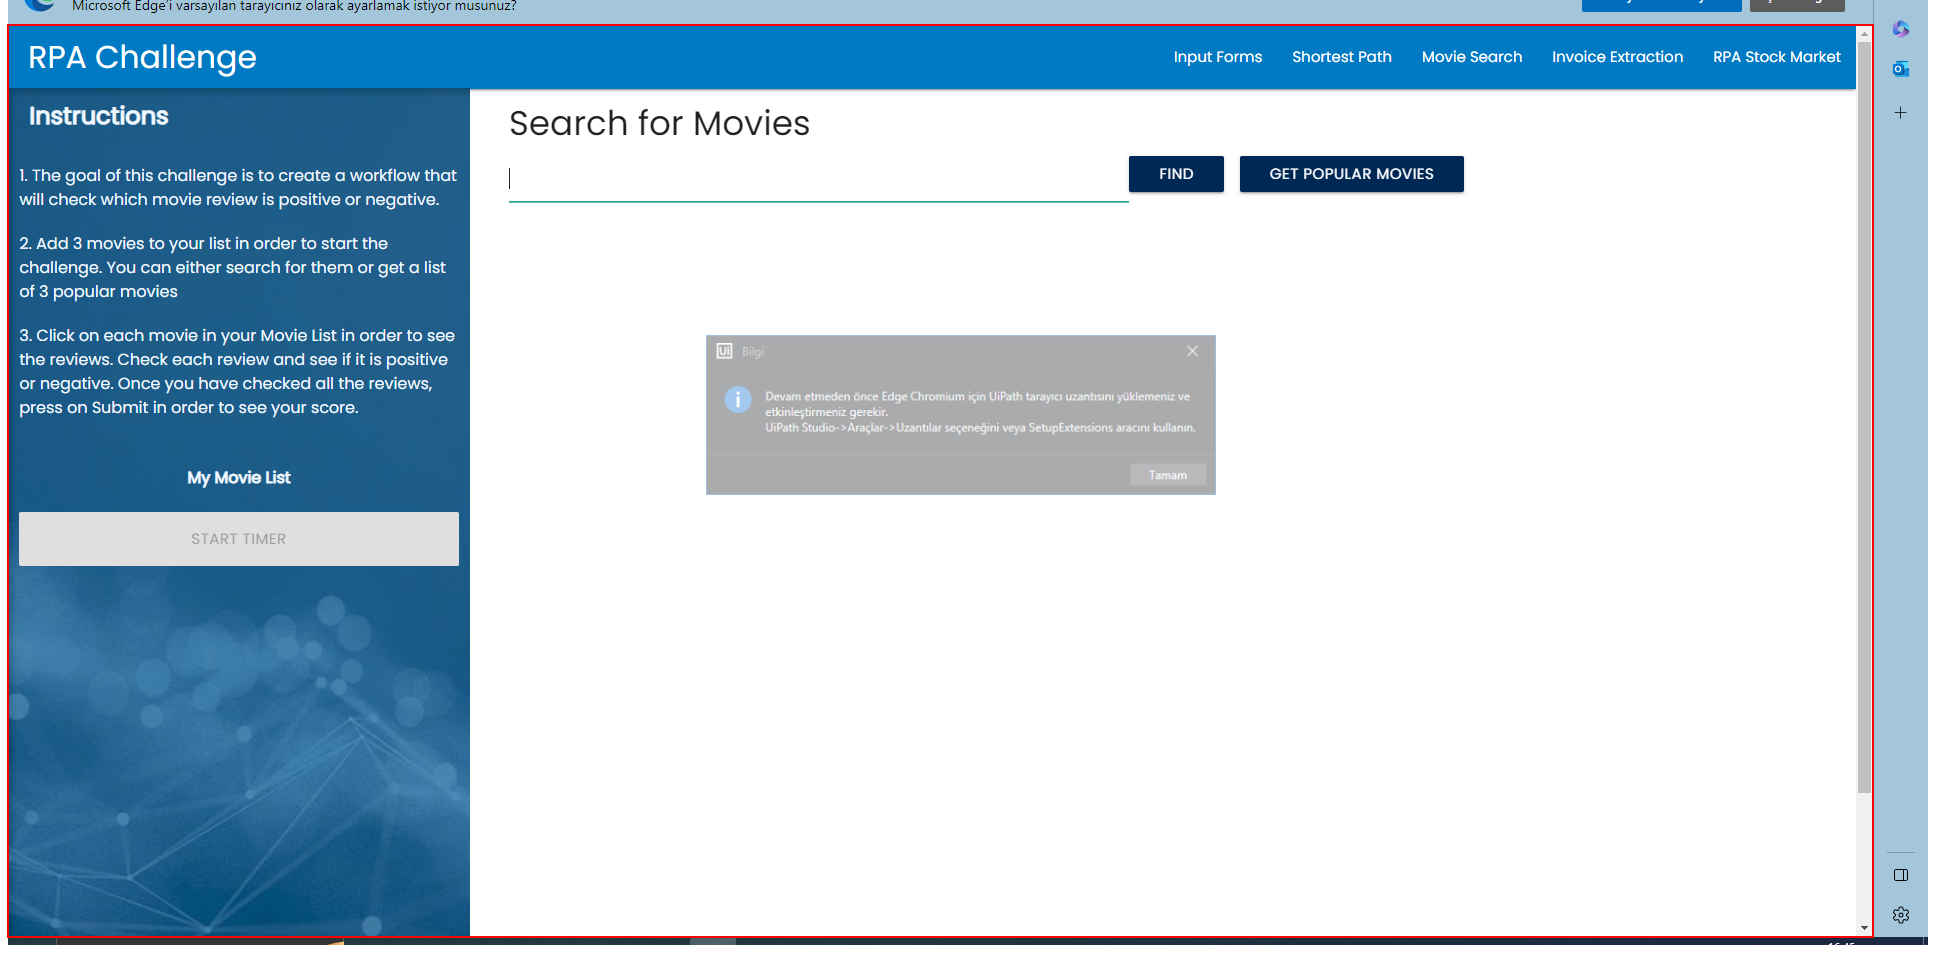 Microsoft Edge'i varsayılan tarayıcınız olarak ayarlamak istiyor musunuz?
RPA Challenge
Input Forms Shortest Path Movie Search Invoice Extraction RPA Stock Market
Instructions
1. The goal of this challenge is to create a workflow that
will check which movie review is positive or negative.
2. Add 3 movies to your list in order to start the
challenge. You can either search for them or get a list
of 3 popular movies
3. Click on each movie in your Movie List in order to see
the reviews. Check each review and see if it is positive
or negative. Once you have checked all the reviews,
press on Submit in order to see your score.
My Movie List
START TIMER
Search for Movies
FIND
GET POPULAR MOVIES
Ui Bilgi
Devam etmeden önce Edge Chromium için UiPath tarayıcı uzantısını yüklemeniz ve
etkinleştirmeniz gerekir.
UiPath Studio->Araçlar->Uzantılar seçeneğini veya SetupExtensions aracını kullanın.
Tamam